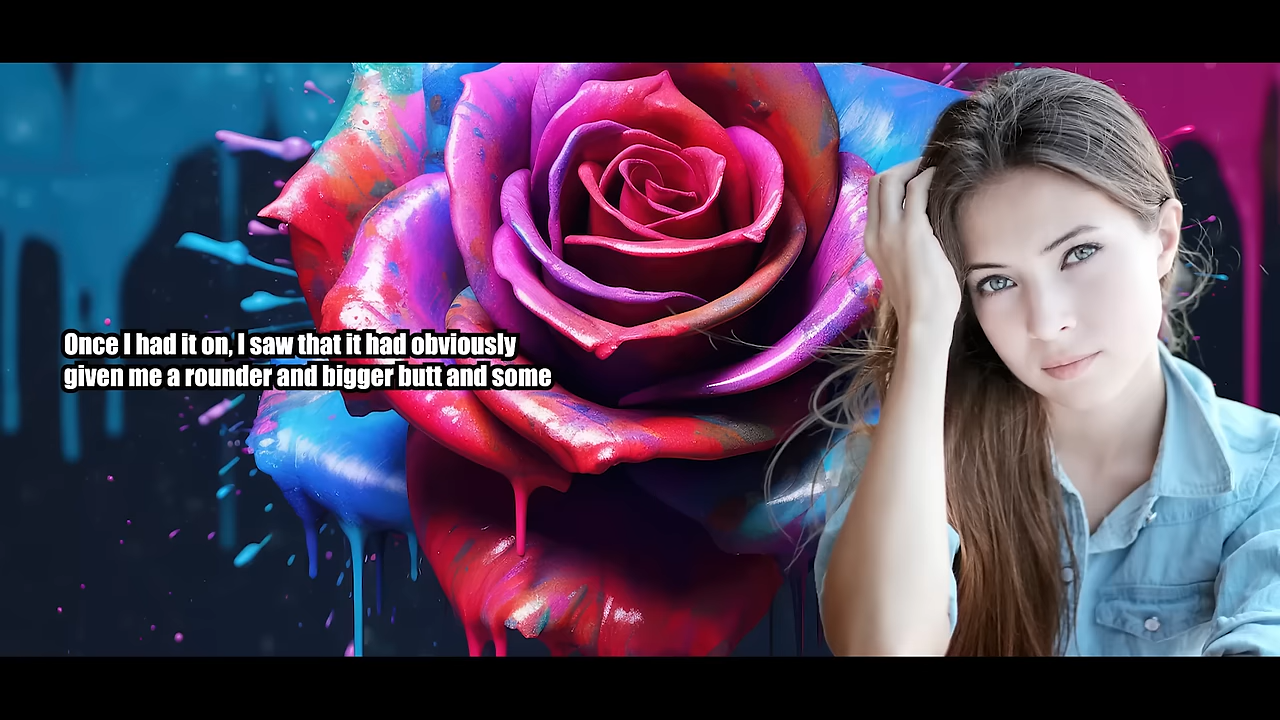 Once I had it on, I saw that it had obviously
given me a rounder and bigger butt and some